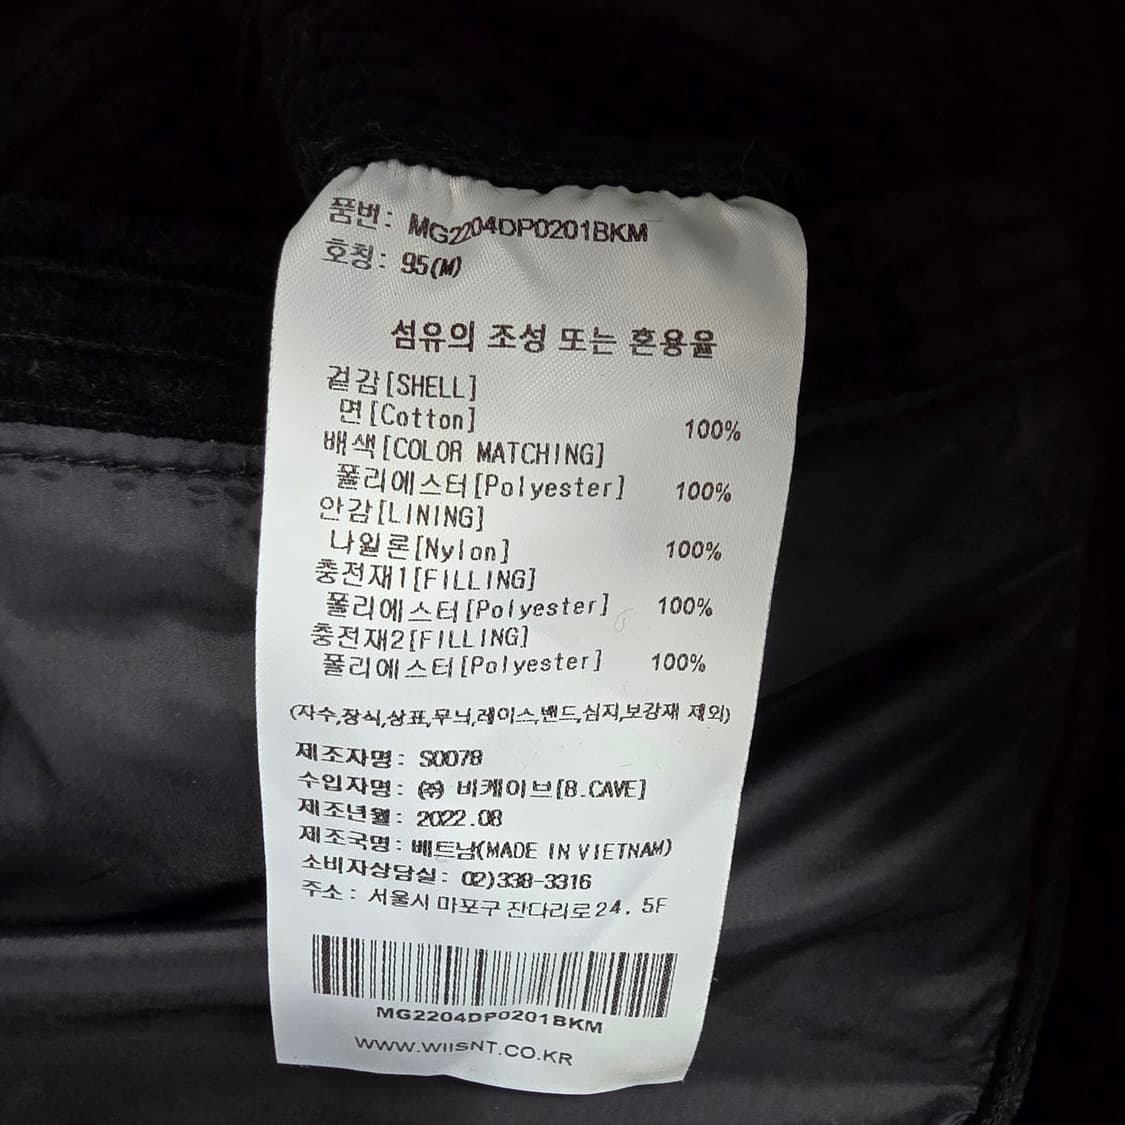 품번: MG2204DP0201BKM
호칭: 95(M)
섬유의 조성 또는 혼용율
겉감[SHELL]
면[Cotton] 100%
배색[COLOR MATCHING]
폴리에스터[Polyester] 100%
안감[LINING]
나일론[Nylon] 100%
충전재1[FILLING]
폴리에스터[Polyester] 100%
충전재2[FILLING]
폴리에스터[Polyester] 100%
(자수,장식,상표,무늬,레이스,밴드,심지,보강재 제외)
제조자명: S0078
수입자명: ㈜ 비케이브[B.CAVE]
제조년월: 2022.08
제조국명: 베트남(MADE IN VIETNAM)
소비자상담실: 02)338-3316
주소: 서울시 마포구 잔다리로24. 5F
MG2204DP0201BKM
WWW.WIISNT.CO.KR